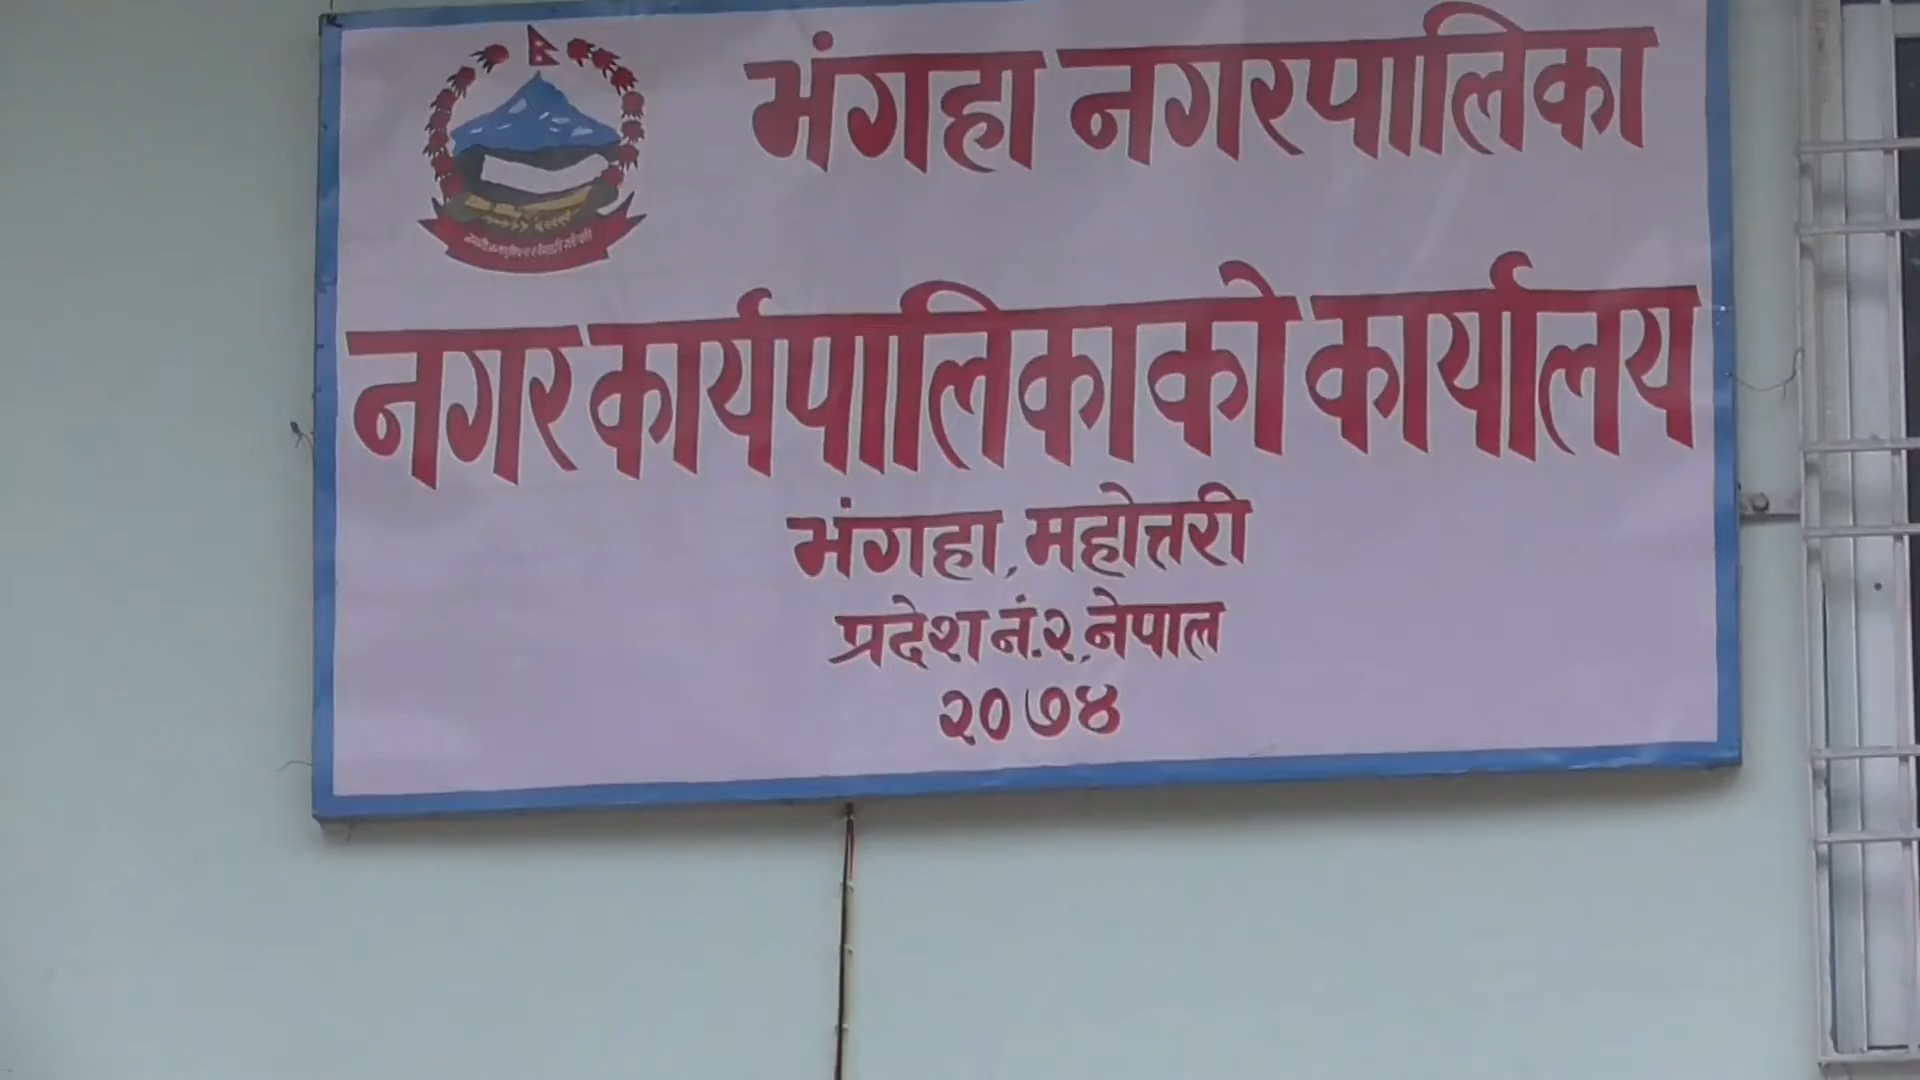 भंगहा नगरपालिका
नगर कार्यपालिकाको कार्यालय
भंगहा, महोत्तरी
प्रदेश नं.२, नेपाल
२०७४